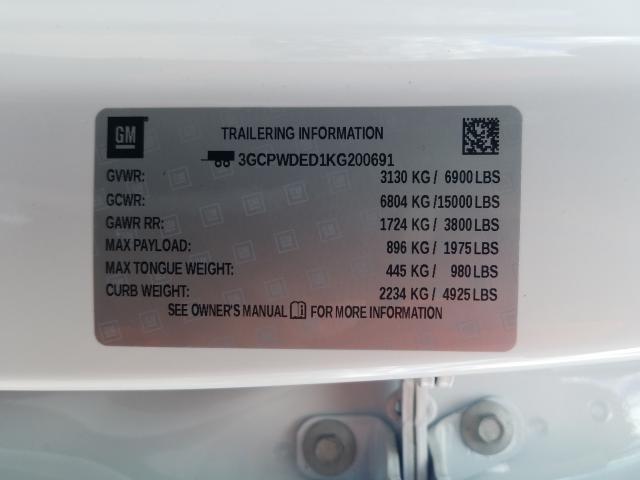 GM
TRAILERING INFORMATION
3GCPWDED1KG200691
GVWR: 3130 KG / 6900 LBS
GCWR: 6804 KG /15000 LBS
GAWR RR: 1724 KG / 3800 LBS
MAX PAYLOAD: 896 KG / 1975 LBS
MAX TONGUE WEIGHT: 445 KG / 980 LBS
CURB WEIGHT: 2234 KG / 4925 LBS
SEE OWNER'S MANUAL FOR MORE INFORMATION